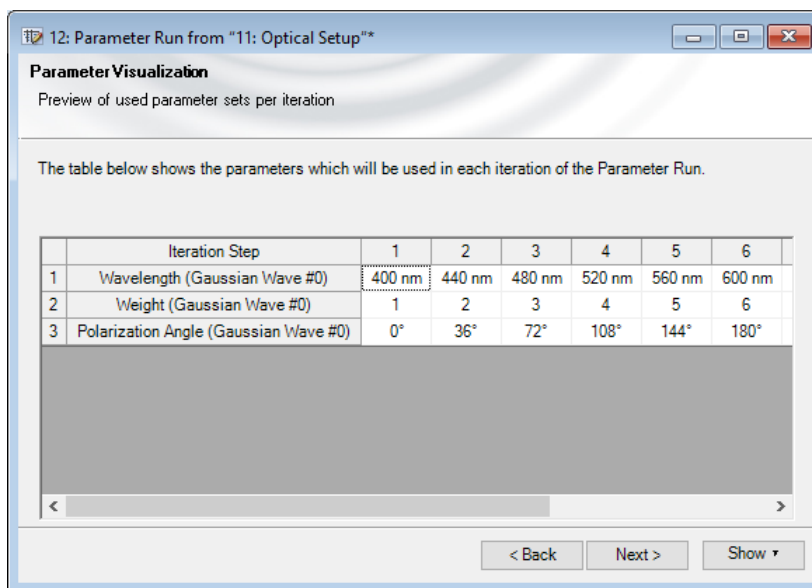 12: Parameter Run from "11: Optical Setup"*
Parameter Visualization
Preview of used parameter sets per iteration
The table below shows the parameters which will be used in each iteration of the Parameter Run.
Iteration Step 1 2 3 4 5 6
1 Wavelength (Gaussian Wave #0) 400 nm 440 nm 480 nm 520 nm 560 nm 600 nm
2 Weight (Gaussian Wave #0) 1 2 3 4 5 6
3 Polarization Angle (Gaussian Wave #0) 0° 36° 72° 108° 144° 180°
< Back Next > Show